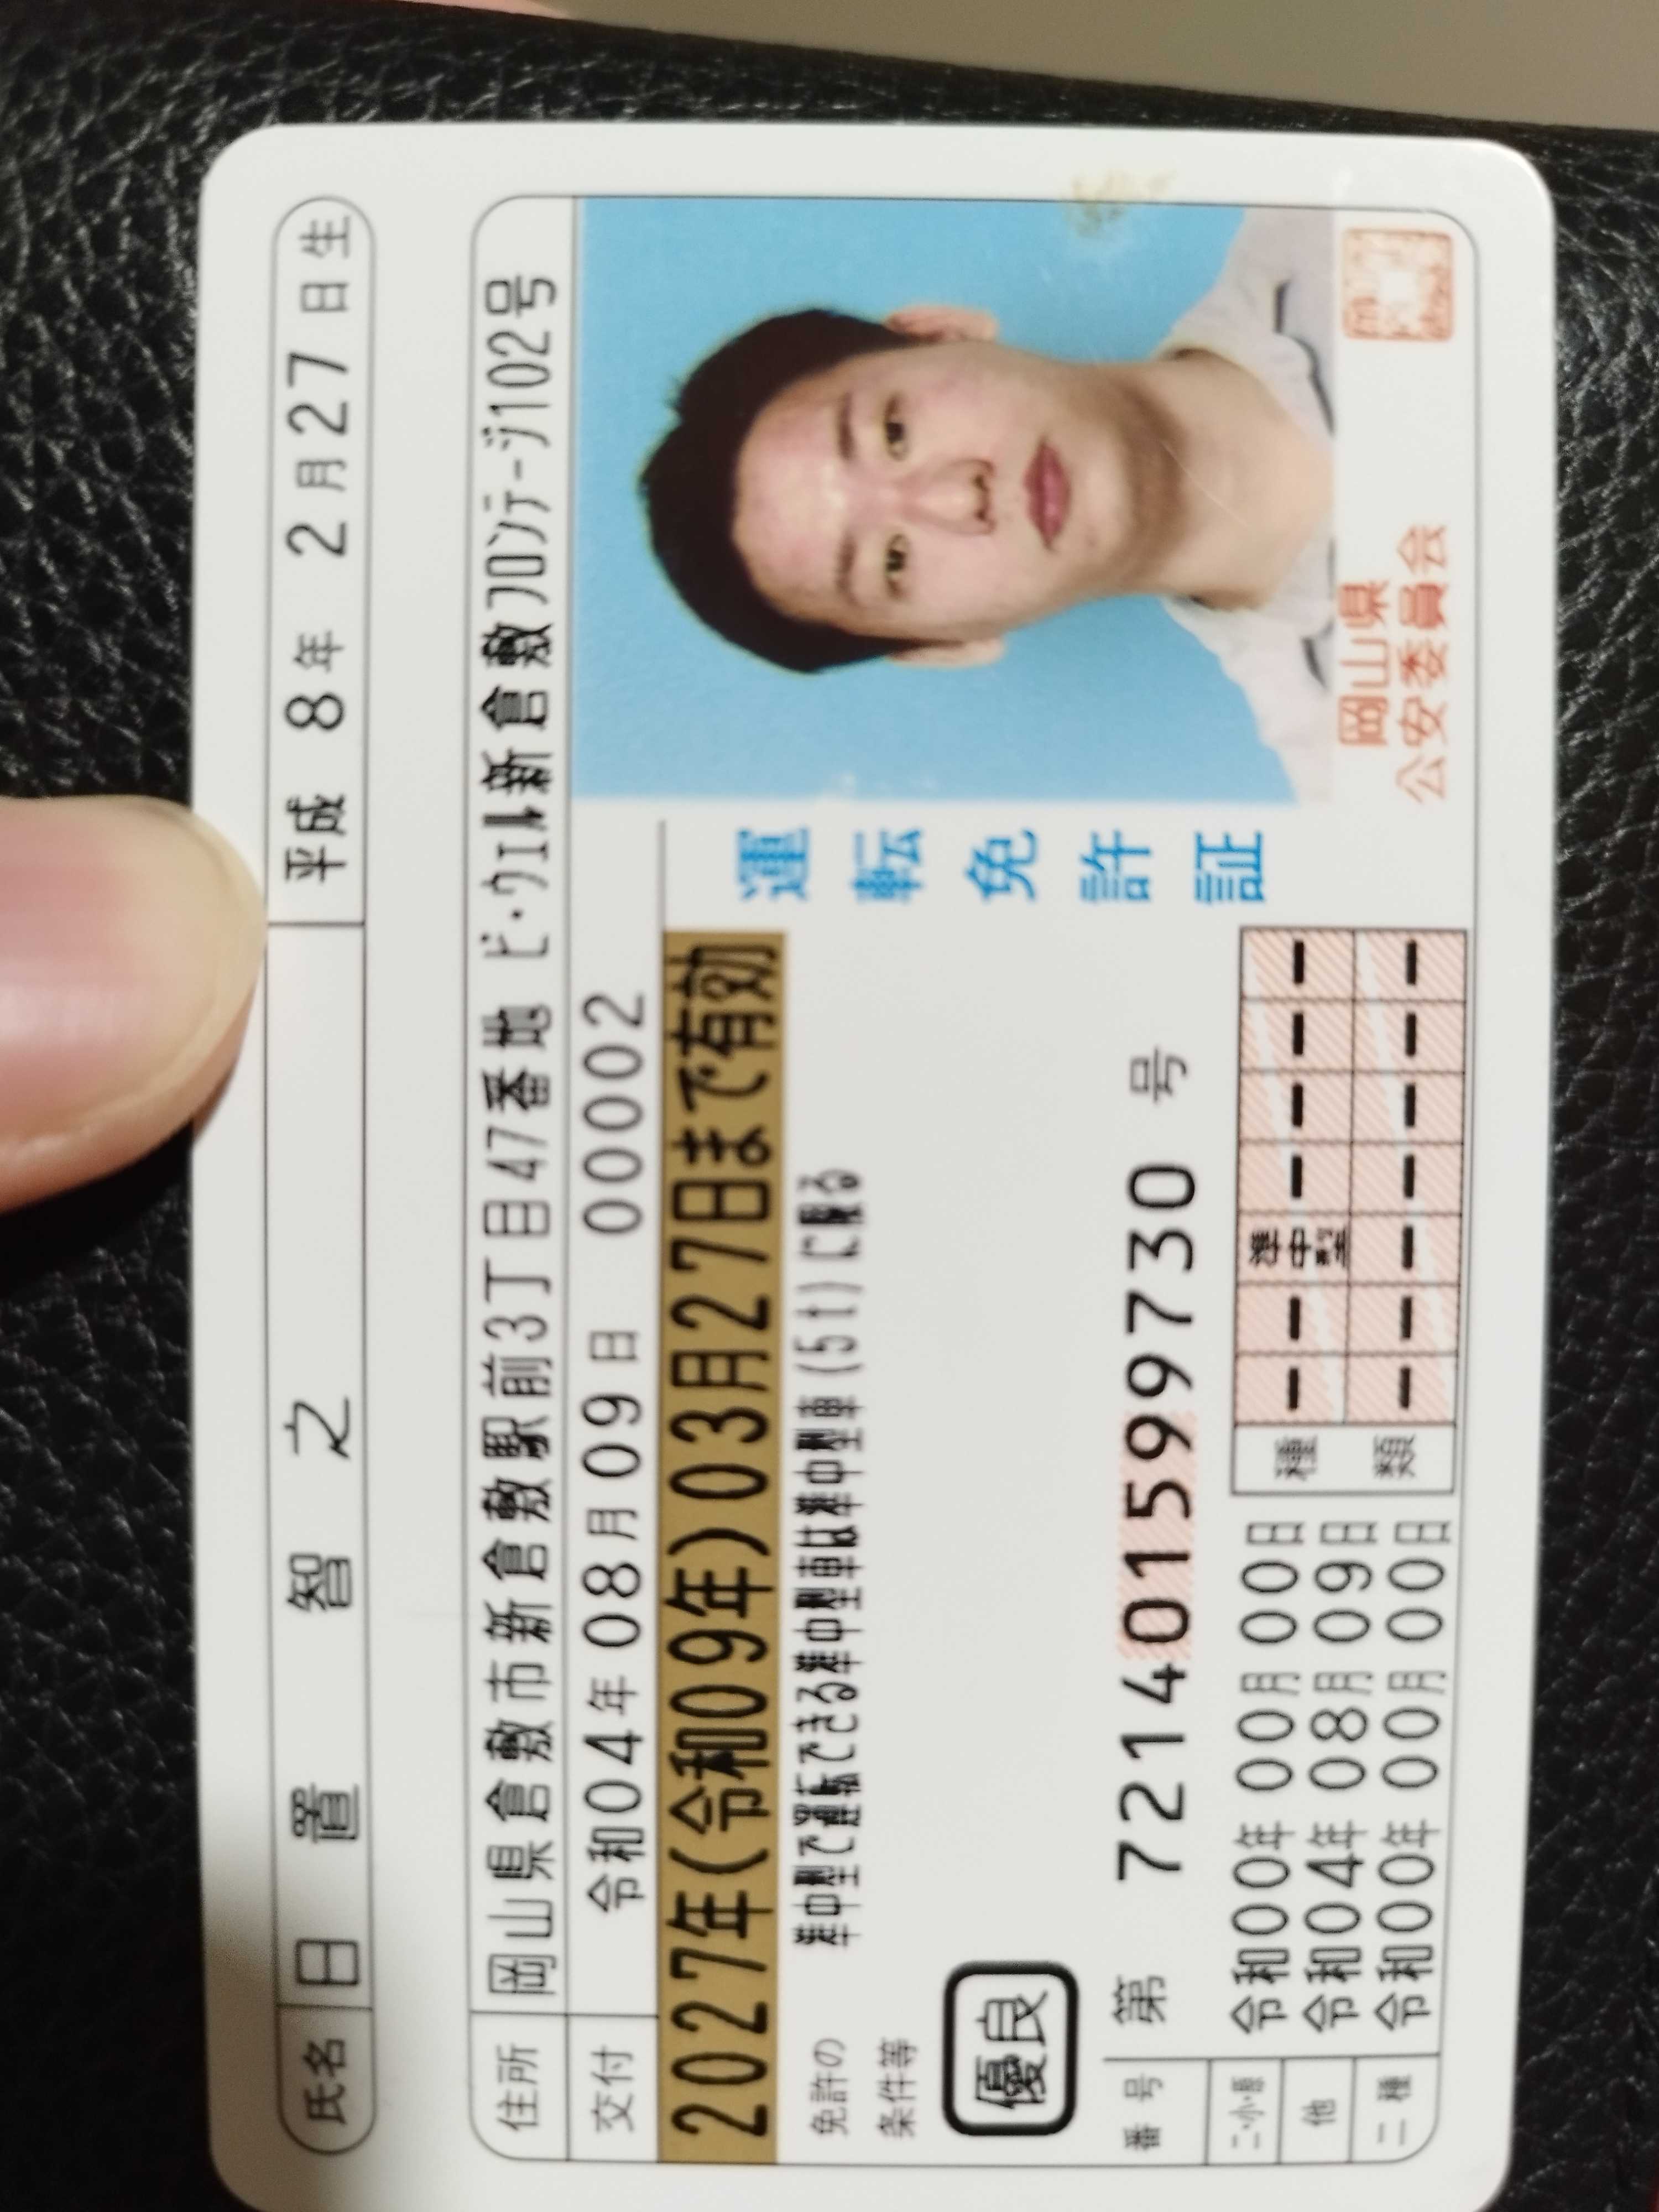 氏名 日 置 智 之 平成 8年 2月27日生
住所 岡山県倉敷市新倉敷駅前3丁目47番地 ビ・ウェル新倉敷フロンテージ102号
交付 令和04年08月09日 00002
2027年(令和09年)03月27日まで有効
免許の
条件等
準中型で運転できる準中型車は準中型車(5t)に限る
優良
運転免許証
番号 第 721401599730 号
二・小・原 令和00年00月00日
他 令和04年08月09日
二種 令和00年00月00日
種類
準中型
岡山県
公安委員会